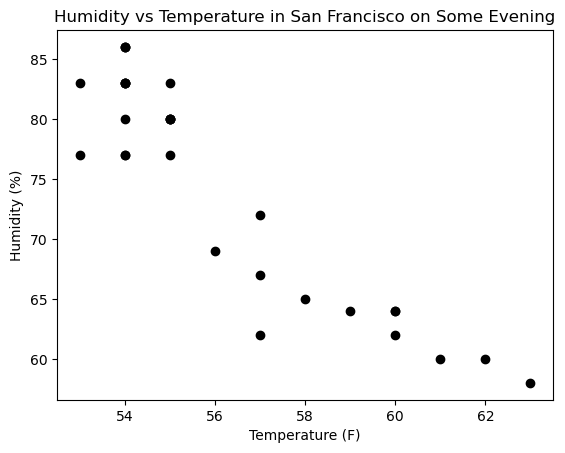 Humidity vs Temperature in San Francisco on Some Evening
85
80
75
70
65
60
Humidity (%)
54 56 58 60 62
Temperature (F)